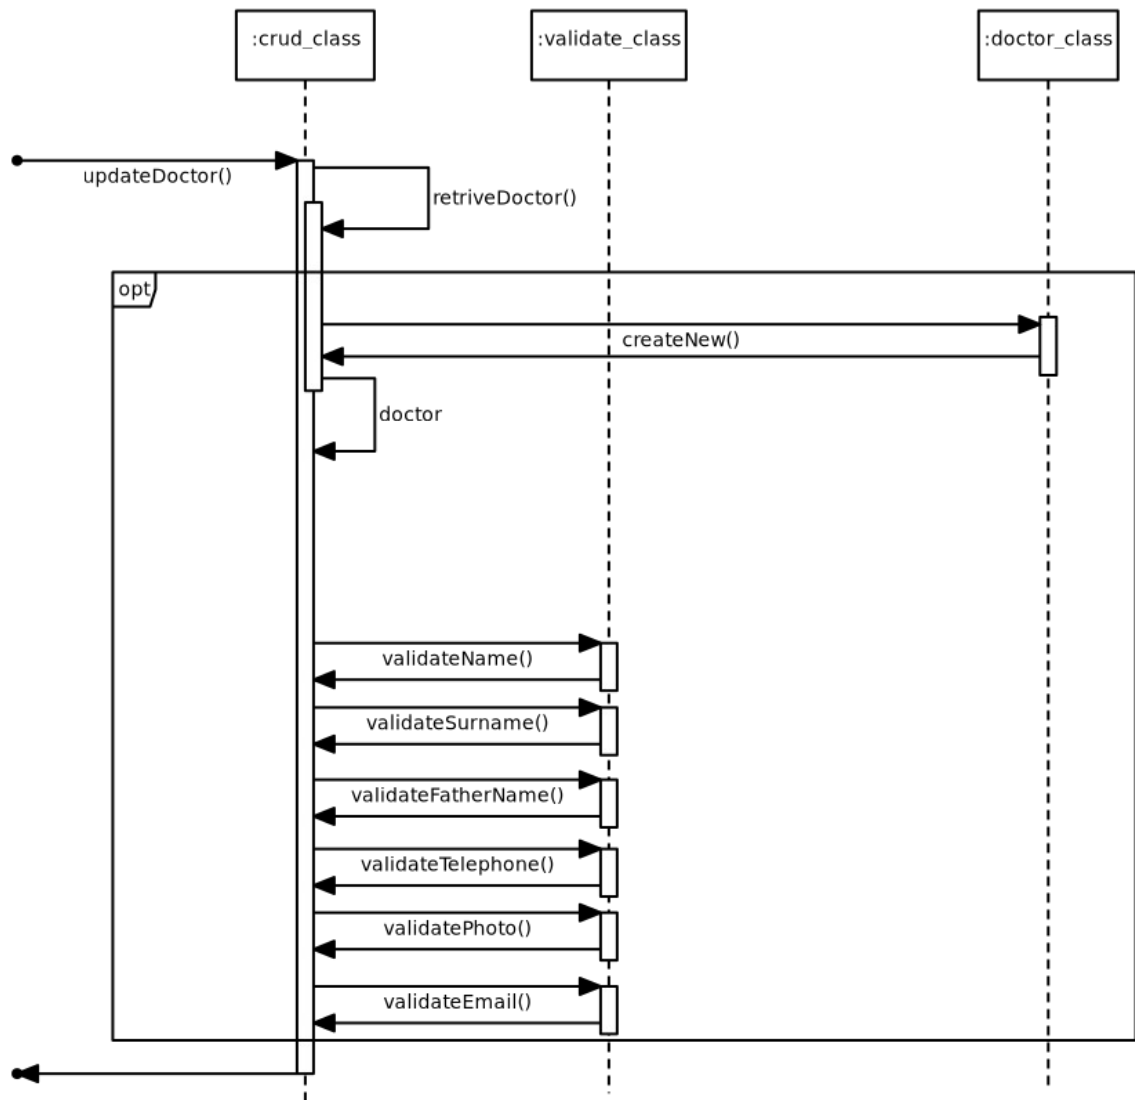 :crud_class
:validate_class
:doctor_class
updateDoctor()
retriveDoctor()
opt
createNew()
doctor
validateName()
validateSurname()
validateFatherName()
validateTelephone()
validatePhoto()
validateEmail()